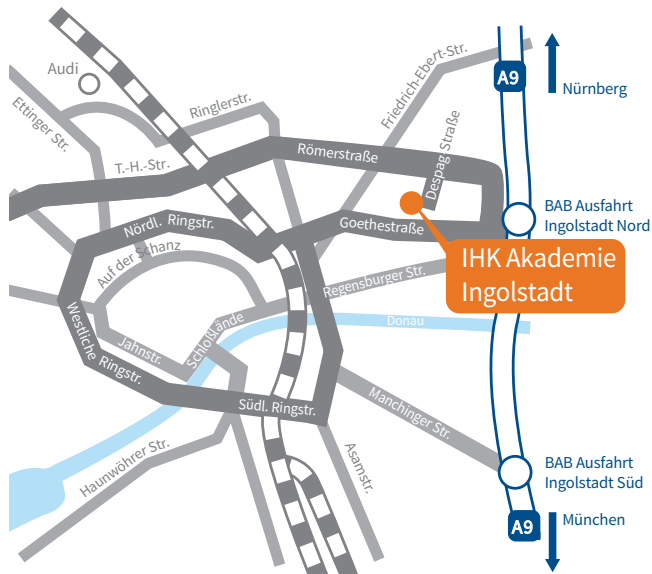 Audi
Ettinger Str.
Ringlerstr.
Friedrich-Ebert-Str.
A9
Nürnberg
T.-H.-Str.
Römerstraße
Despag Straße
Nördl. Ringstr.
Goethestraße
BAB Ausfahrt
Ingolstadt Nord
Auf der Schanz
IHK Akademie
Ingolstadt
Regensburger Str.
Westliche Ringstr.
Jahnstr.
Schloßlände
Donau
Südl. Ringstr.
Manchinger Str.
Haunwöhrer Str.
Asamstr.
BAB Ausfahrt
Ingolstadt Süd
A9
München